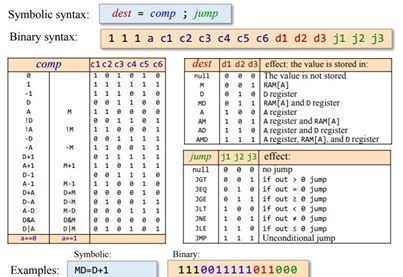 Symbolic syntax: dest = comp ; jump
Binary syntax: 1 1 1 a c1 c2 c3 c4 c5 c6 d1 d2 d3 j1 j2 j3
comp c1 c2 c3 c4 c5 c6
0 1 0 1 0 1 0
1 1 1 1 1 1 1
-1 1 1 1 0 1 0
D 0 0 1 1 0 0
A M 1 1 0 0 0 0
!D 0 0 1 1 0 1
!A !M 1 1 0 0 0 1
-D 0 0 1 1 1 1
-A -M 1 1 0 0 1 1
D+1 0 1 1 1 1 1
A+1 M+1 1 1 0 1 1 1
D-1 0 0 1 1 1 0
A-1 M-1 1 1 0 0 1 0
D+A D+M 0 0 0 0 1 0
D-A D-M 0 1 0 0 1 1
A-D M-D 0 0 0 1 1 1
D&A D&M 0 0 0 0 0 0
D|A D|M 0 1 0 1 0 1
a==0 a==1
dest d1 d2 d3 effect: the value is stored in:
null 0 0 0 The value is not stored
M 0 0 1 RAM[A]
D 0 1 0 D register
MD 0 1 1 RAM[A] and D register
A 1 0 0 A register
AM 1 0 1 A register and RAM[A]
AD 1 1 0 A register and D register
AMD 1 1 1 A register, RAM[A], and D register
jump j1 j2 j3 effect:
null 0 0 0 no jump
JGT 0 0 1 if out > 0 jump
JEQ 0 1 0 if out = 0 jump
JGE 0 1 1 if out ≥ 0 jump
JLT 1 0 0 if out < 0 jump
JNE 1 0 1 if out ≠ 0 jump
JLE 1 1 0 if out ≤ 0 jump
JMP 1 1 1 Unconditional jump
Symbolic: Binary:
Examples: MD=D+1 1110011111011000